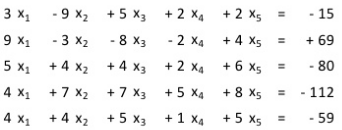 3 x₁ - 9 x₂ + 5 x₃ + 2 x₄ + 2 x₅ = - 15
9 x₁ - 3 x₂ - 8 x₃ - 2 x₄ + 4 x₅ = + 69
5 x₁ + 4 x₂ + 4 x₃ + 2 x₄ + 6 x₅ = - 80
4 x₁ + 7 x₂ + 7 x₃ + 5 x₄ + 8 x₅ = - 112
4 x₁ + 4 x₂ + 5 x₃ + 1 x₄ + 5 x₅ = - 59